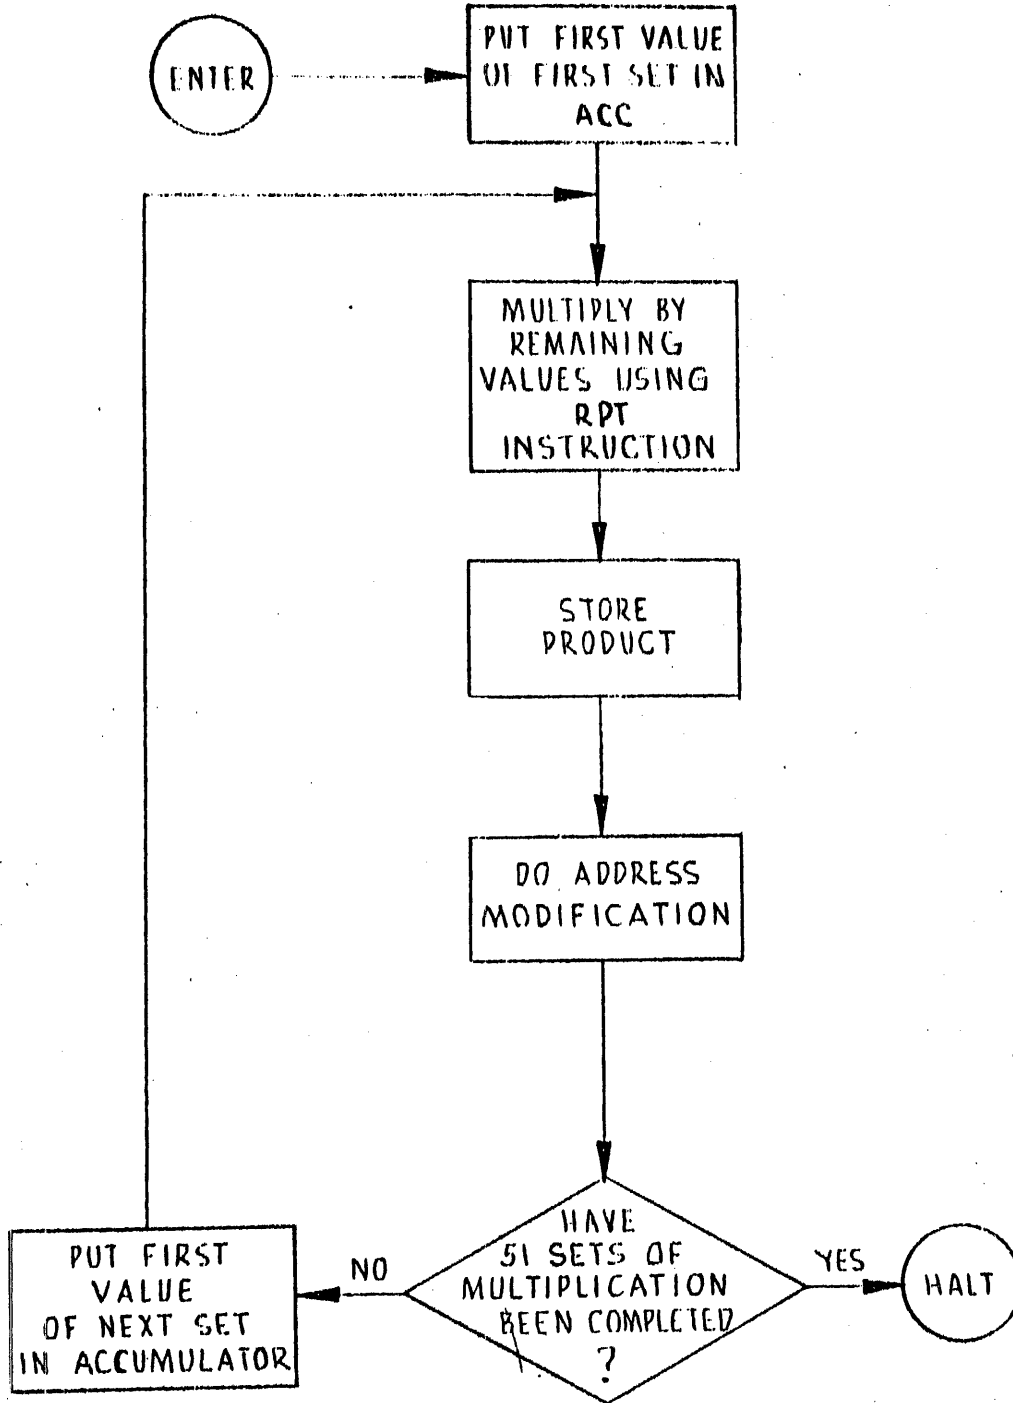 ENTER
PUT FIRST VALUE
OF FIRST SET IN
ACC
MULTIPLY BY
REMAINING
VALUES USING
RPT
INSTRUCTION
STORE
PRODUCT
DO ADDRESS
MODIFICATION
HAVE
51 SETS OF
MULTIPLICATION
BEEN COMPLETED
?
NO
YES
HALT
PUT FIRST
VALUE
OF NEXT SET
IN ACCUMULATOR